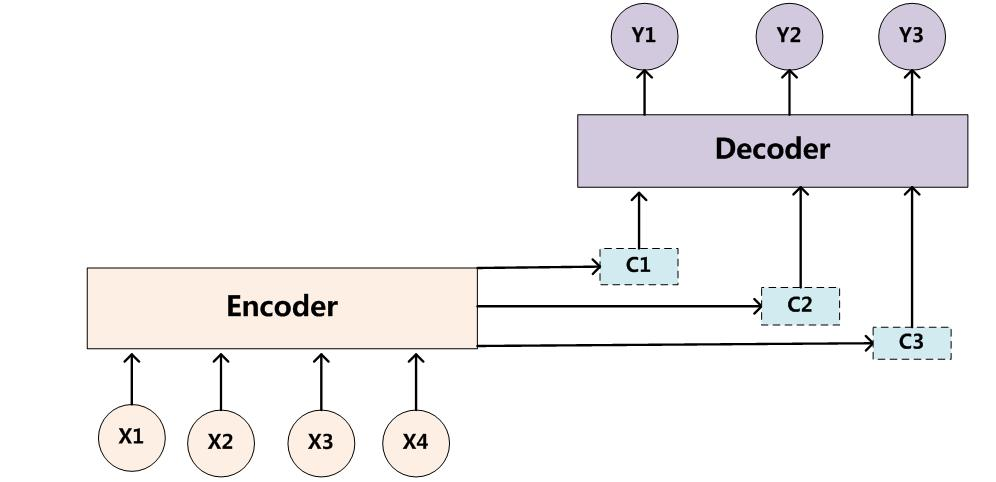 Y1 Y2 Y3
Decoder
C1
Encoder
C2
C3
X1 X2 X3 X4